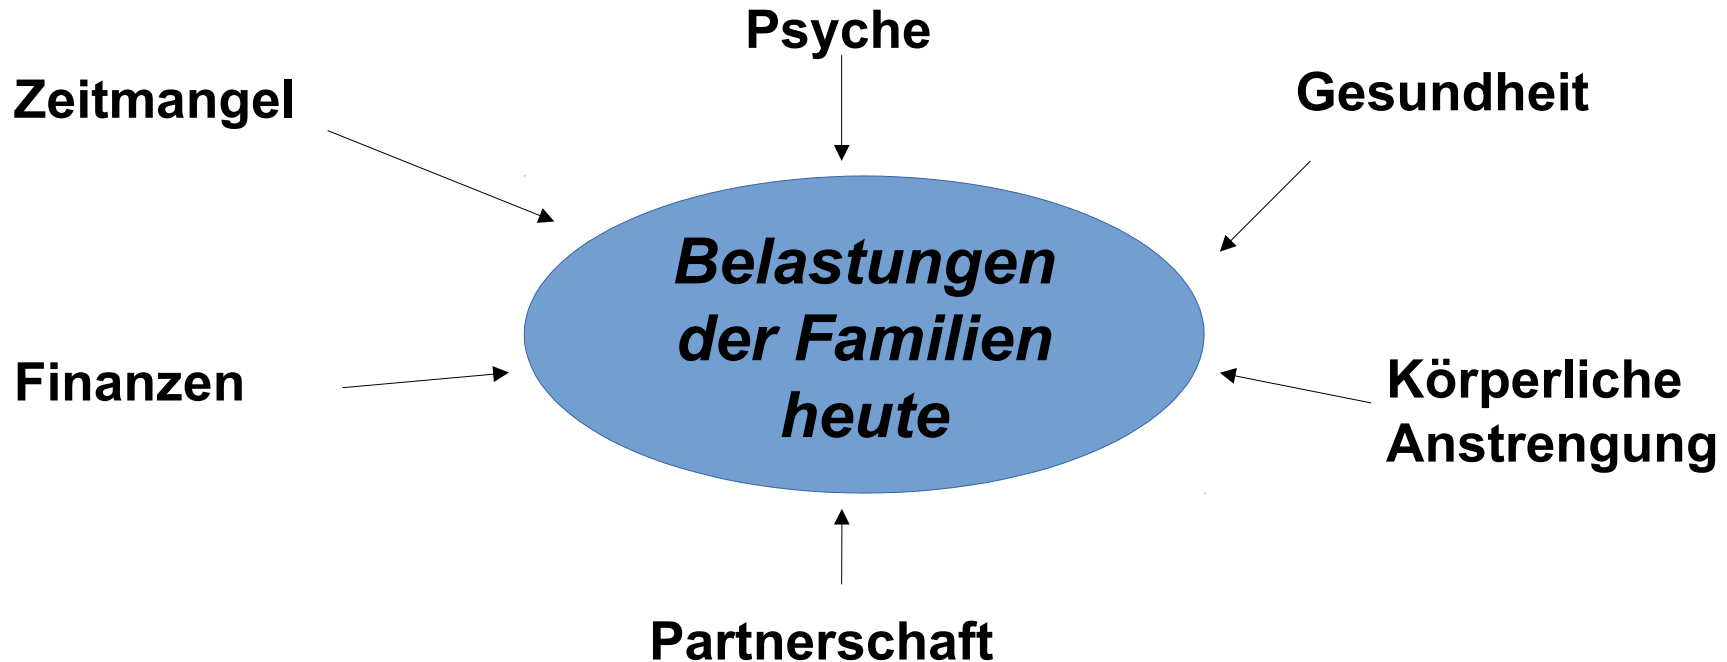 Psyche
Zeitmangel
Gesundheit
Belastungen
der Familien
heute
Finanzen
Körperliche
Anstrengung
Partnerschaft